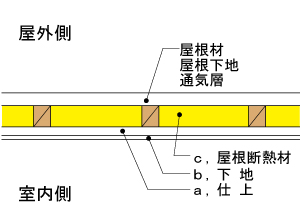 屋外側
屋根材
屋根下地
通気層
c, 屋根断熱材
b, 下 地
a, 仕 上
室内側